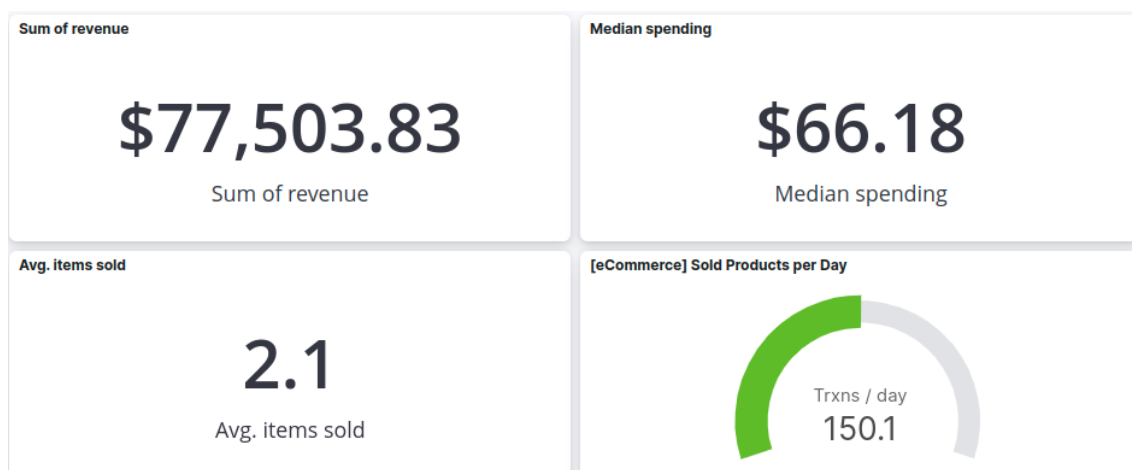 Sum of revenue
$77,503.83
Sum of revenue
Median spending
$66.18
Median spending
Avg. items sold
2.1
Avg. items sold
[eCommerce] Sold Products per Day
Trxns / day
150.1